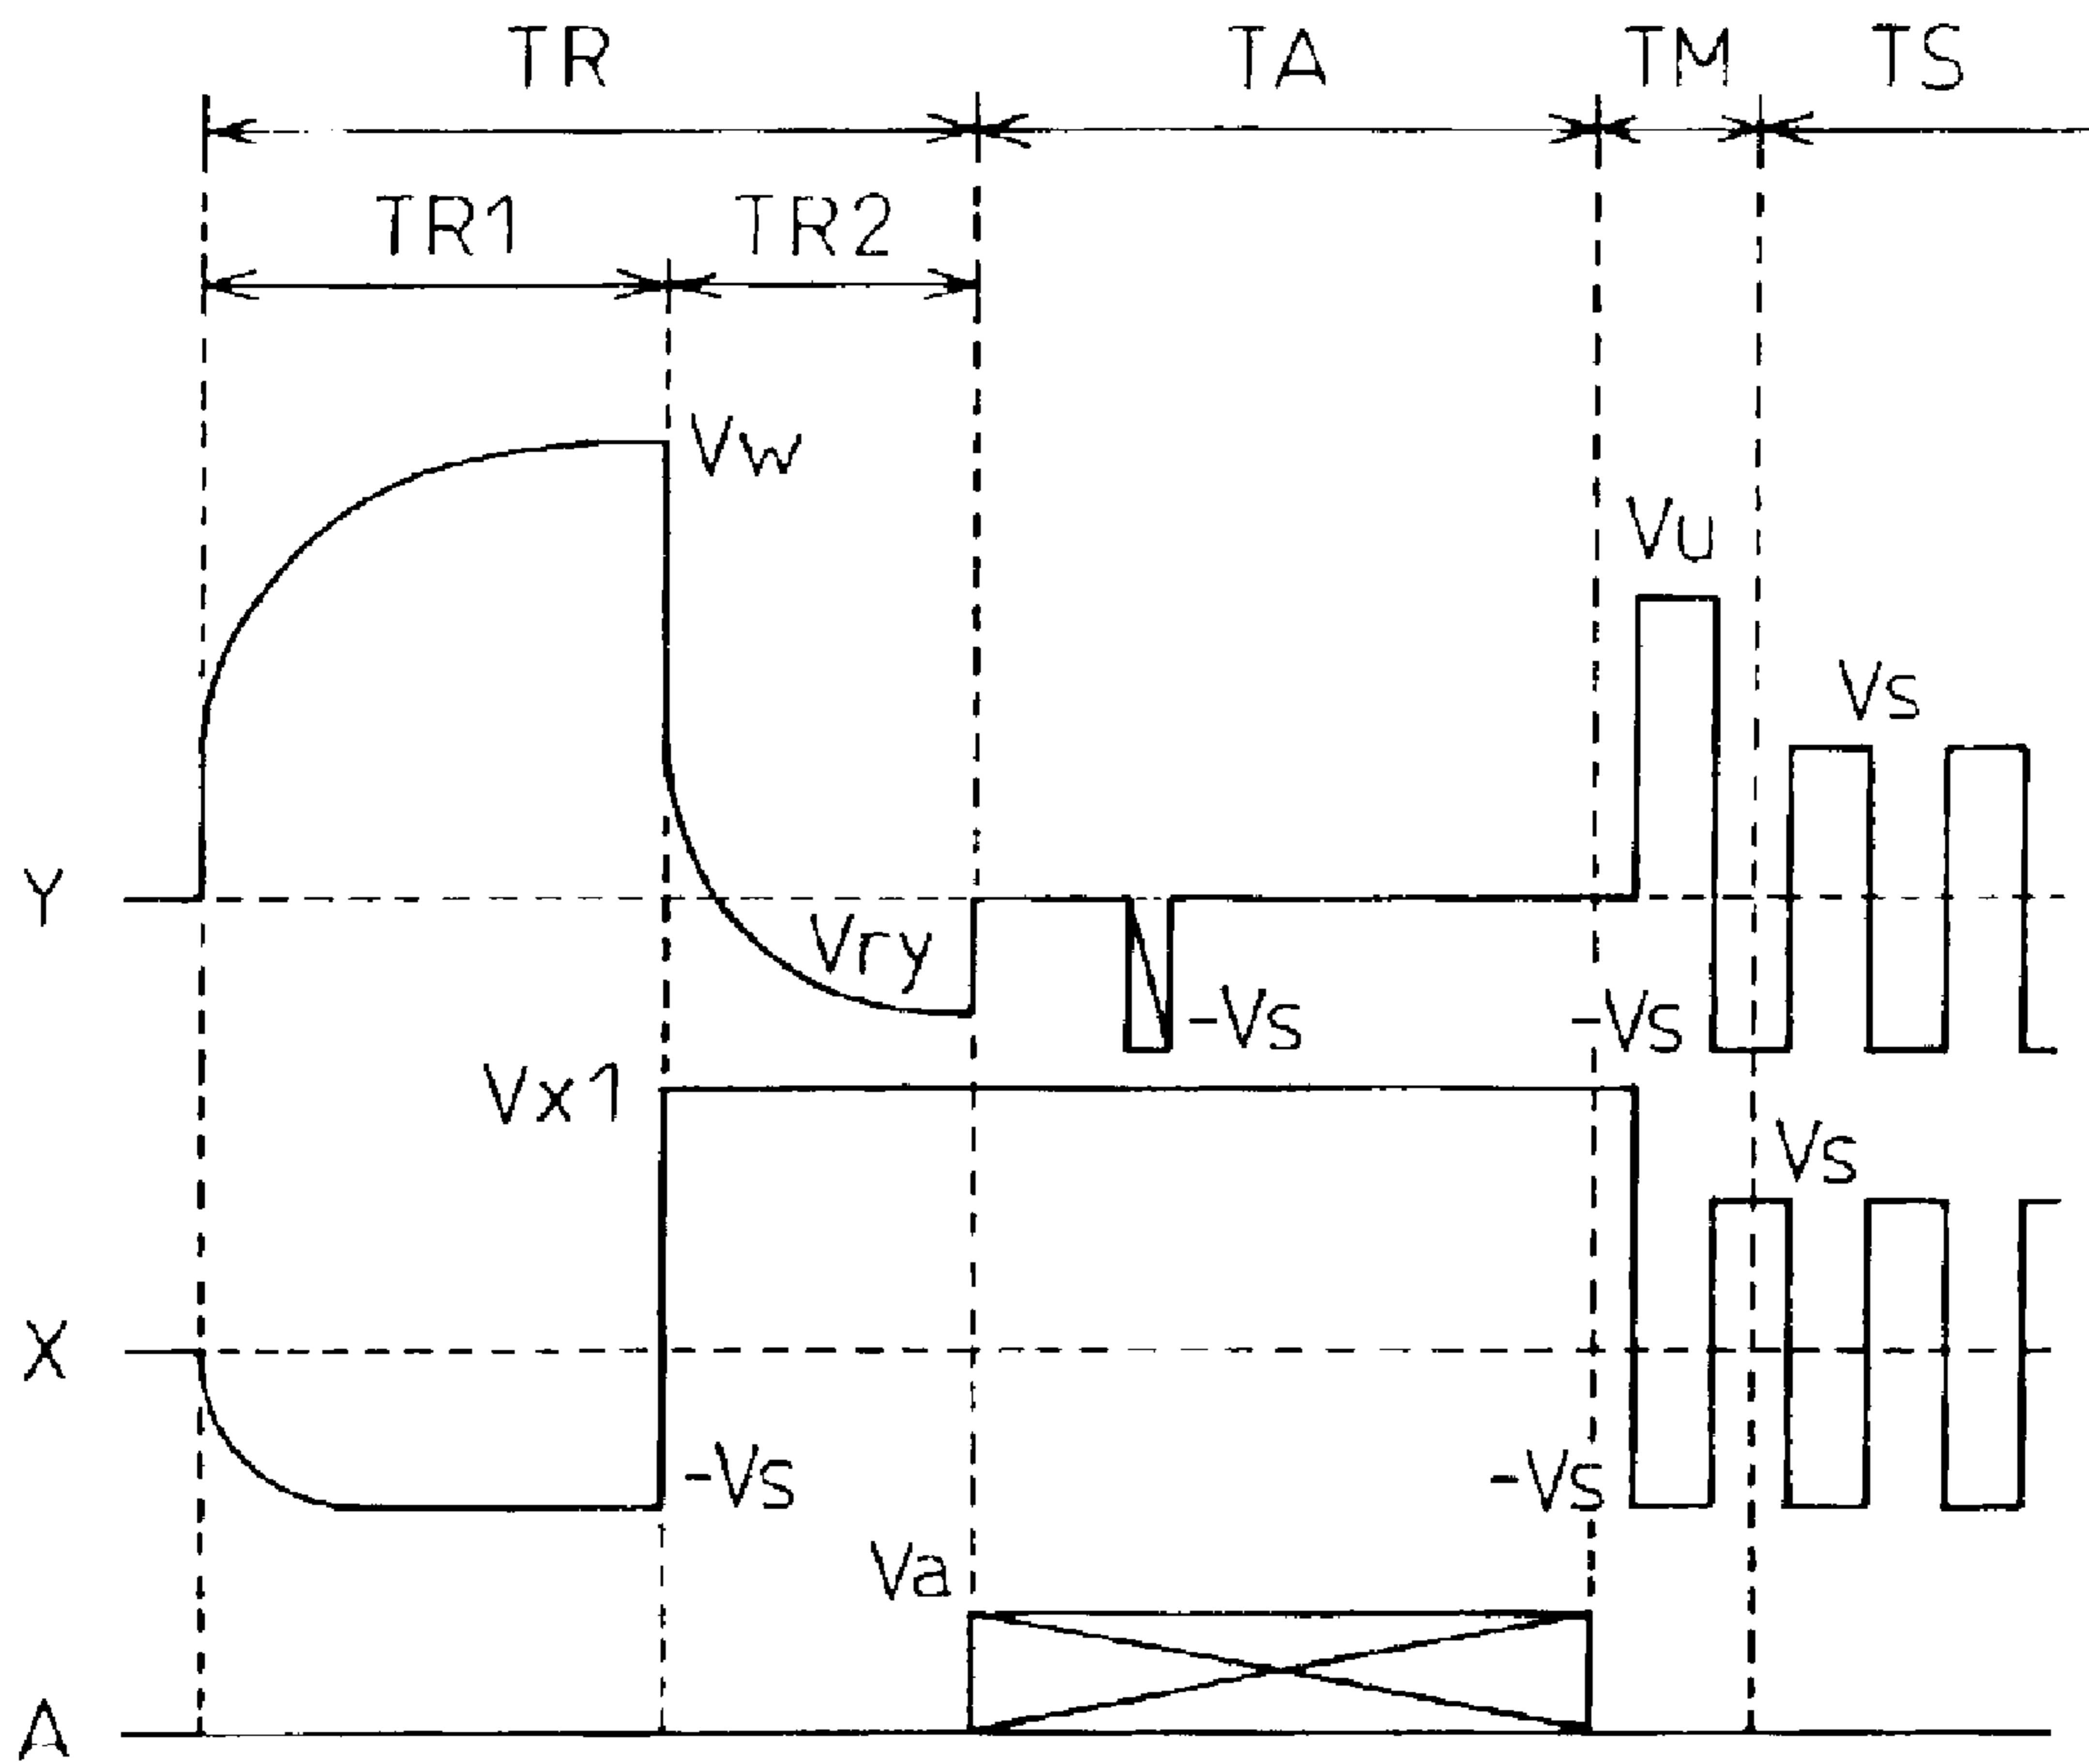 TR TA TM TS
TR1 TR2
Vw
Vu
Vs
Y
Vry
-Vs -Vs
Vx1
Vs
X
-Vs -Vs
Va
A